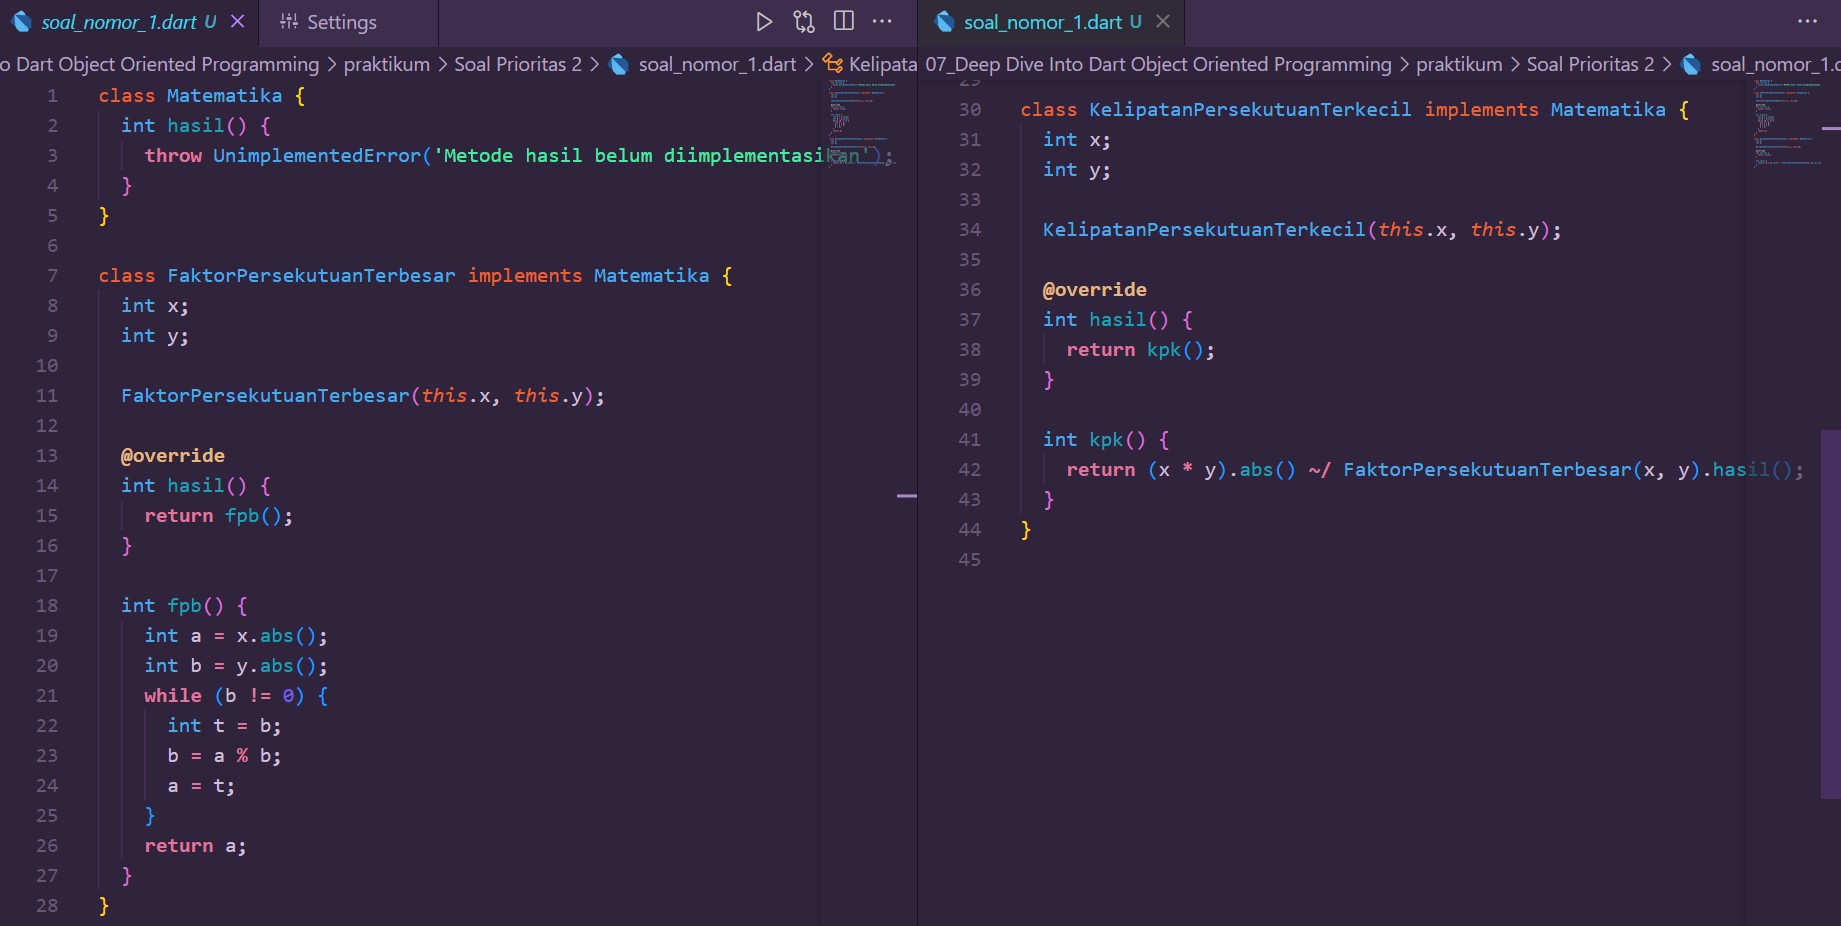 soal_nomor_1.dart U
Settings
o Dart Object Oriented Programming > praktikum > Soal Prioritas 2 > soal_nomor_1.dart > Kelipata
1 class Matematika {
2 int hasil() {
3 throw UnimplementedError('Metode hasil belum diimplementasikan');
4 }
5 }
6
7 class FaktorPersekutuanTerbesar implements Matematika {
8 int x;
9 int y;
10
11 FaktorPersekutuanTerbesar(this.x, this.y);
12
13 @override
14 int hasil() {
15 return fpb();
16 }
17
18 int fpb() {
19 int a = x.abs();
20 int b = y.abs();
21 while (b != 0) {
22 int t = b;
23 b = a % b;
24 a = t;
25 }
26 return a;
27 }
28 }
soal_nomor_1.dart U
07_Deep Dive Into Dart Object Oriented Programming > praktikum > Soal Prioritas 2 > soal_nomor_1.d
29
30 class KelipatanPersekutuanTerkecil implements Matematika {
31 int x;
32 int y;
33
34 KelipatanPersekutuanTerkecil(this.x, this.y);
35
36 @override
37 int hasil() {
38 return kpk();
39 }
40
41 int kpk() {
42 return (x * y).abs() ~/ FaktorPersekutuanTerbesar(x, y).hasil();
43 }
44 }
45